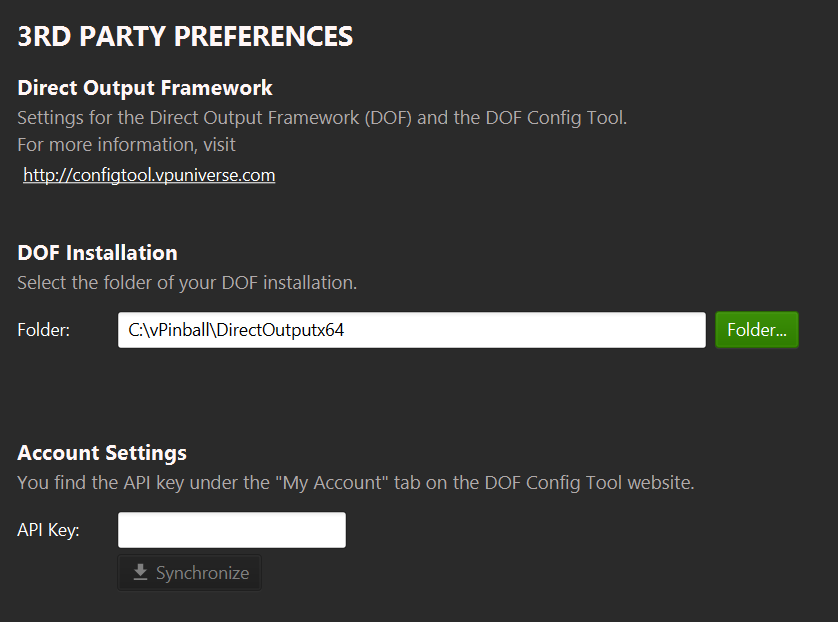 3RD PARTY PREFERENCES
Direct Output Framework
Settings for the Direct Output Framework (DOF) and the DOF Config Tool.
For more information, visit
http://configtool.vpuniverse.com
DOF Installation
Select the folder of your DOF installation.
Folder: C:\vPinball\DirectOutputx64 Folder...
Account Settings
You find the API key under the "My Account" tab on the DOF Config Tool website.
API Key:
Synchronize